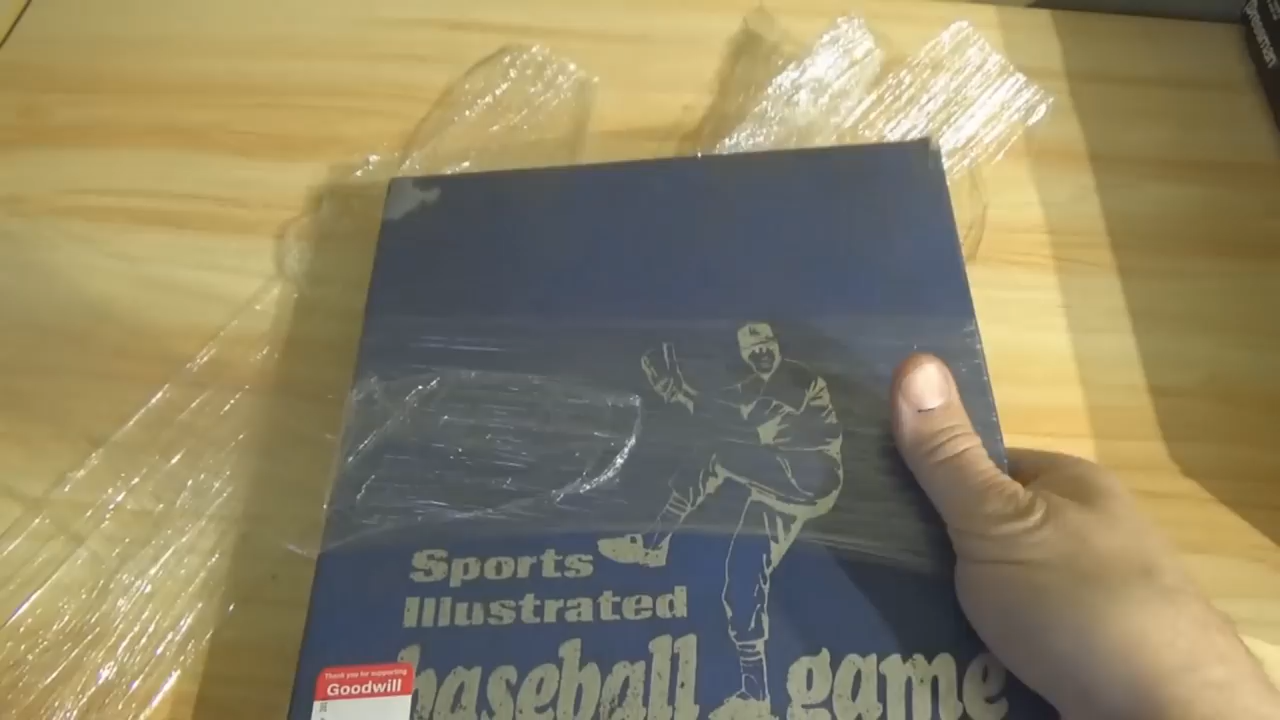 Sports
Illustrated
baseball game
Thank you for supporting
Goodwill